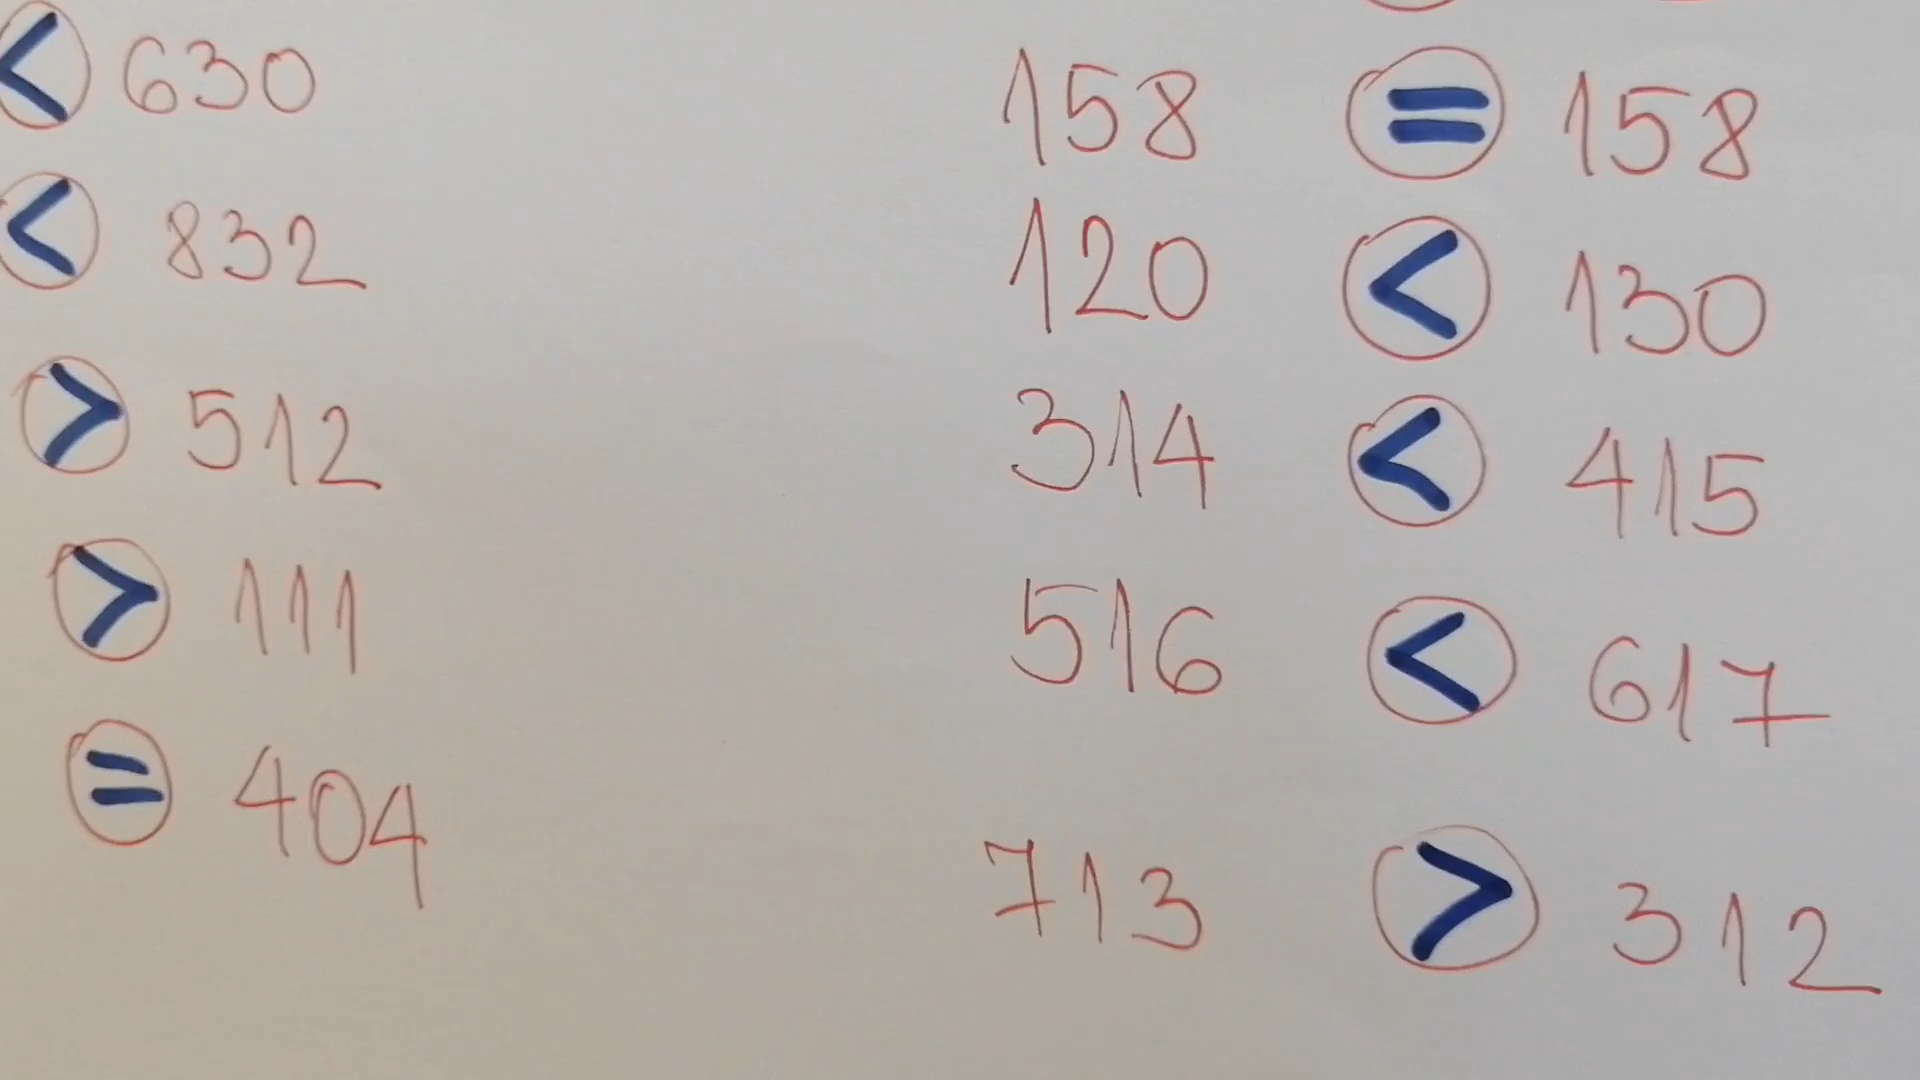 < 630
< 832
> 512
> 111
= 404
158 = 158
120 < 130
314 < 415
516 < 617
713 > 312